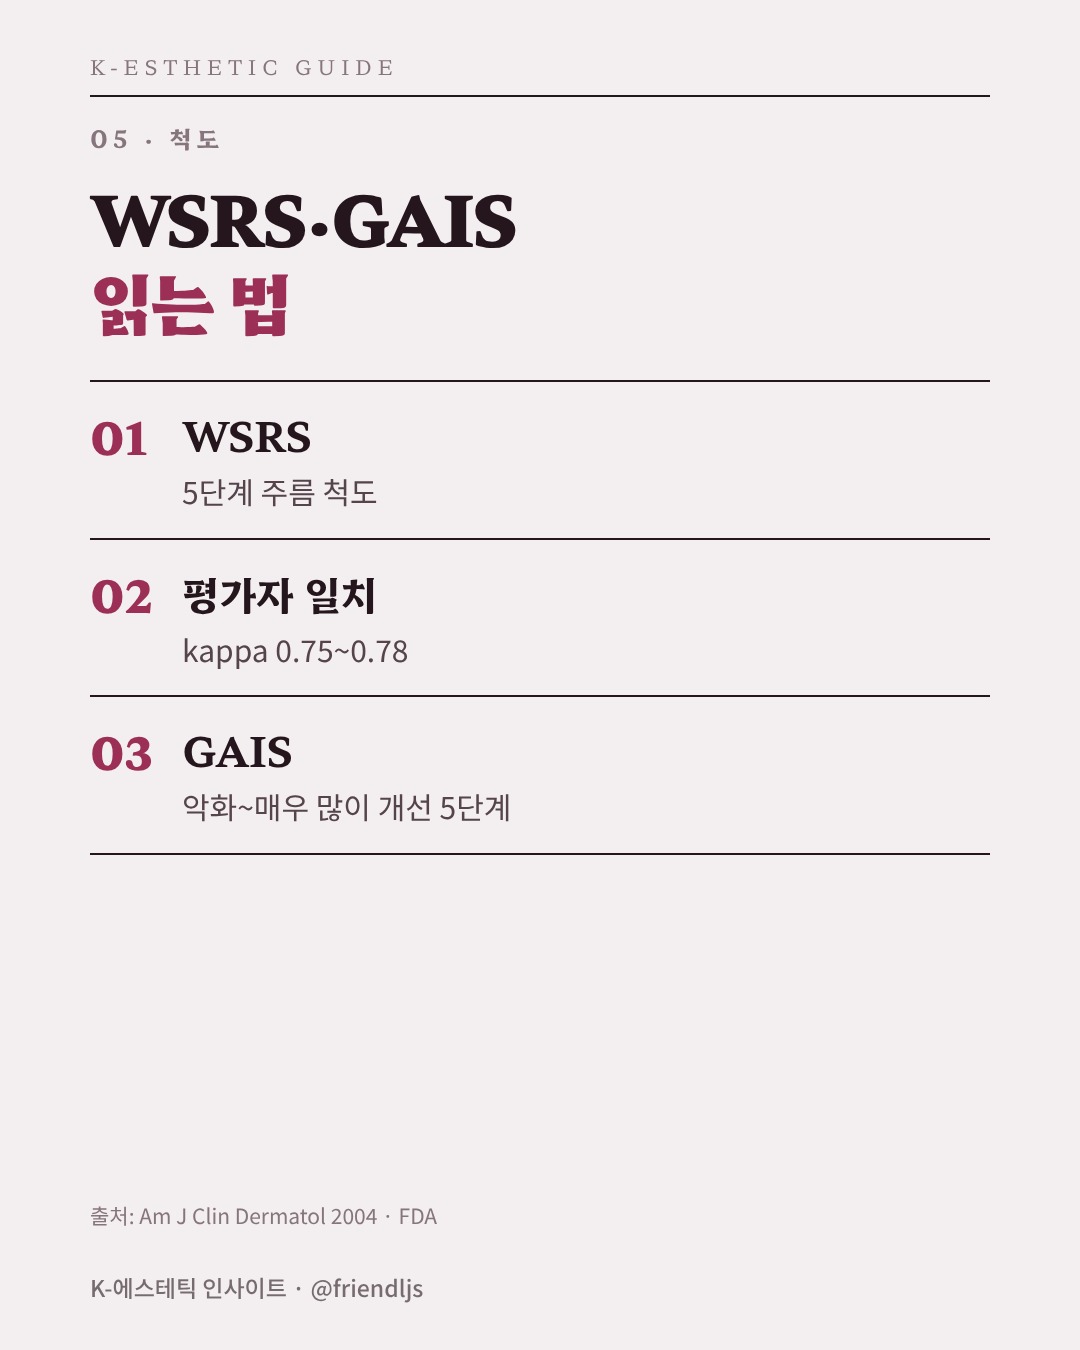 K-ESTHETIC GUIDE
05 · 척도
WSRS·GAIS
읽는 법
01 WSRS
5단계 주름 척도
02 평가자 일치
kappa 0.75~0.78
03 GAIS
악화~매우 많이 개선 5단계
출처: Am J Clin Dermatol 2004 · FDA
K-에스테틱 인사이트 · @friendljs